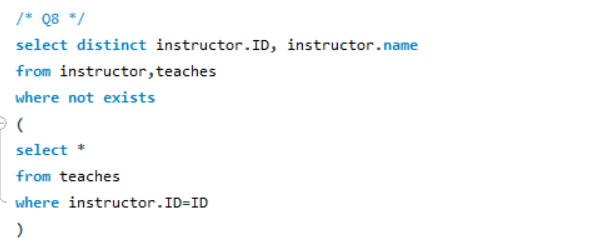 /* Q8 */
select distinct instructor.ID, instructor.name
from instructor,teaches
where not exists
(
select *
from teaches
where instructor.ID=ID
)